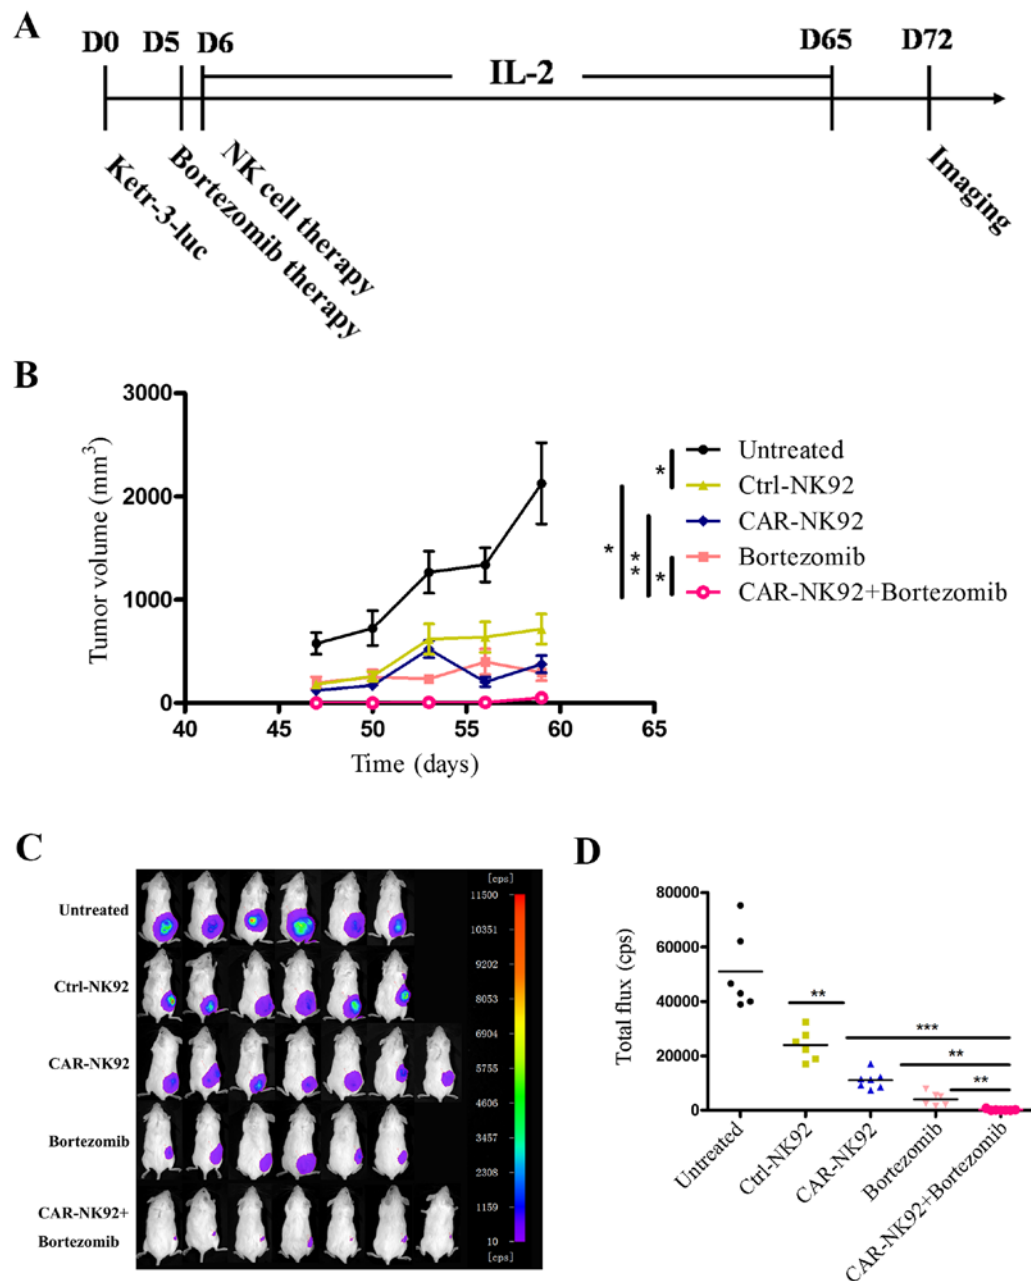 A
D0 D5 D6 IL-2 D65 D72
Ketr-3-luc
Bortezomib therapy
NK cell therapy
Imaging
B
Tumor volume (mm3)
3000
2000
1000
0
40 45 50 55 60 65
Time (days)
* Untreated
Ctrl-NK92
CAR-NK92
Bortezomib
CAR-NK92+Bortezomib
* ** *
C
Untreated
Ctrl-NK92
CAR-NK92
Bortezomib
CAR-NK92+
Bortezomib
[cps]
11500
10351
9202
8053
6904
5755
4606
3457
2308
1159
10
[cps]
D
Total flux (cps)
80000
60000
40000
20000
0
**
***
**
**
Untreated
Ctrl-NK92
CAR-NK92
Bortezomib
CAR-NK92+Bortezomib